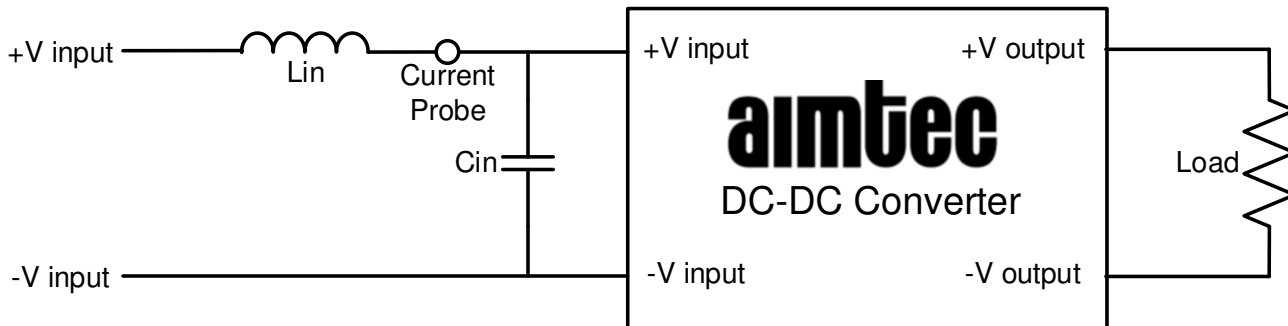 +V input
Lin
Current
Probe
Cin
-V input
+V input
+V output
aimtec
DC-DC Converter
-V input
-V output
Load